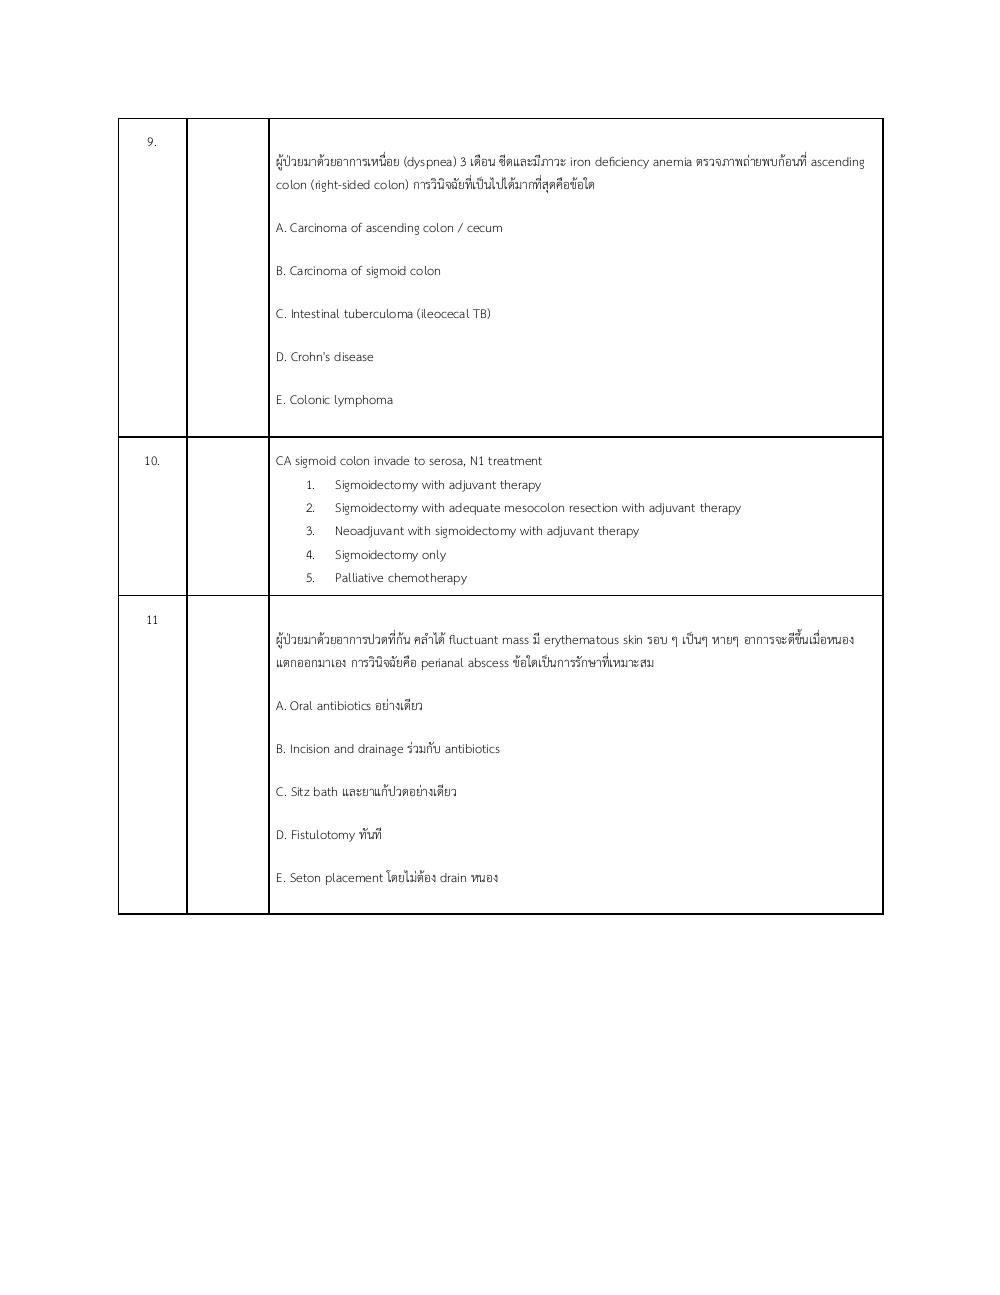 9.
ผู้ป่วยมาด้วยอาการเหนื่อย (dyspnea) 3 เดือน ซีดและมีภาวะ iron deficiency anemia ตรวจภาพถ่ายพบก้อนที่ ascending
colon (right-sided colon) การวินิจฉัยที่เป็นไปได้มากที่สุดคือข้อใด
A. Carcinoma of ascending colon / cecum
B. Carcinoma of sigmoid colon
C. Intestinal tuberculoma (ileocecal TB)
D. Crohn's disease
E. Colonic lymphoma
10.
CA sigmoid colon invade to serosa, N1 treatment
1. Sigmoidectomy with adjuvant therapy
2. Sigmoidectomy with adequate mesocolon resection with adjuvant therapy
3. Neoadjuvant with sigmoidectomy with adjuvant therapy
4. Sigmoidectomy only
5. Palliative chemotherapy
11
ผู้ป่วยมาด้วยอาการปวดที่ก้น คลำได้ fluctuant mass มี erythematous skin รอบ ๆ เป็นๆ หายๆ อาการจะดีขึ้นเมื่อหนอง
แตกออกมาเอง การวินิจฉัยคือ perianal abscess ข้อใดเป็นการรักษาที่เหมาะสม
A. Oral antibiotics อย่างเดียว
B. Incision and drainage ร่วมกับ antibiotics
C. Sitz bath และยาแก้ปวดอย่างเดียว
D. Fistulotomy ทันที
E. Seton placement โดยไม่ต้อง drain หนอง